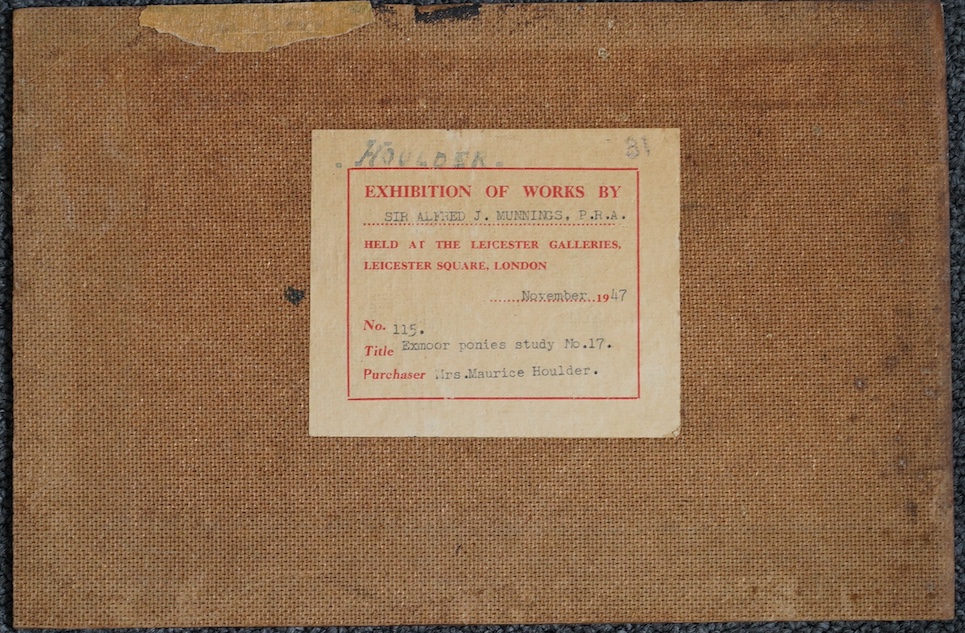 . HOULDER. 31
EXHIBITION OF WORKS BY
SIR ALFRED J. MUNNINGS, P.R.A.
HELD AT THE LEICESTER GALLERIES,
LEICESTER SQUARE, LONDON
November 1947
No. 115.
Title Exmoor ponies study No.17.
Purchaser Mrs.Maurice Houlder.